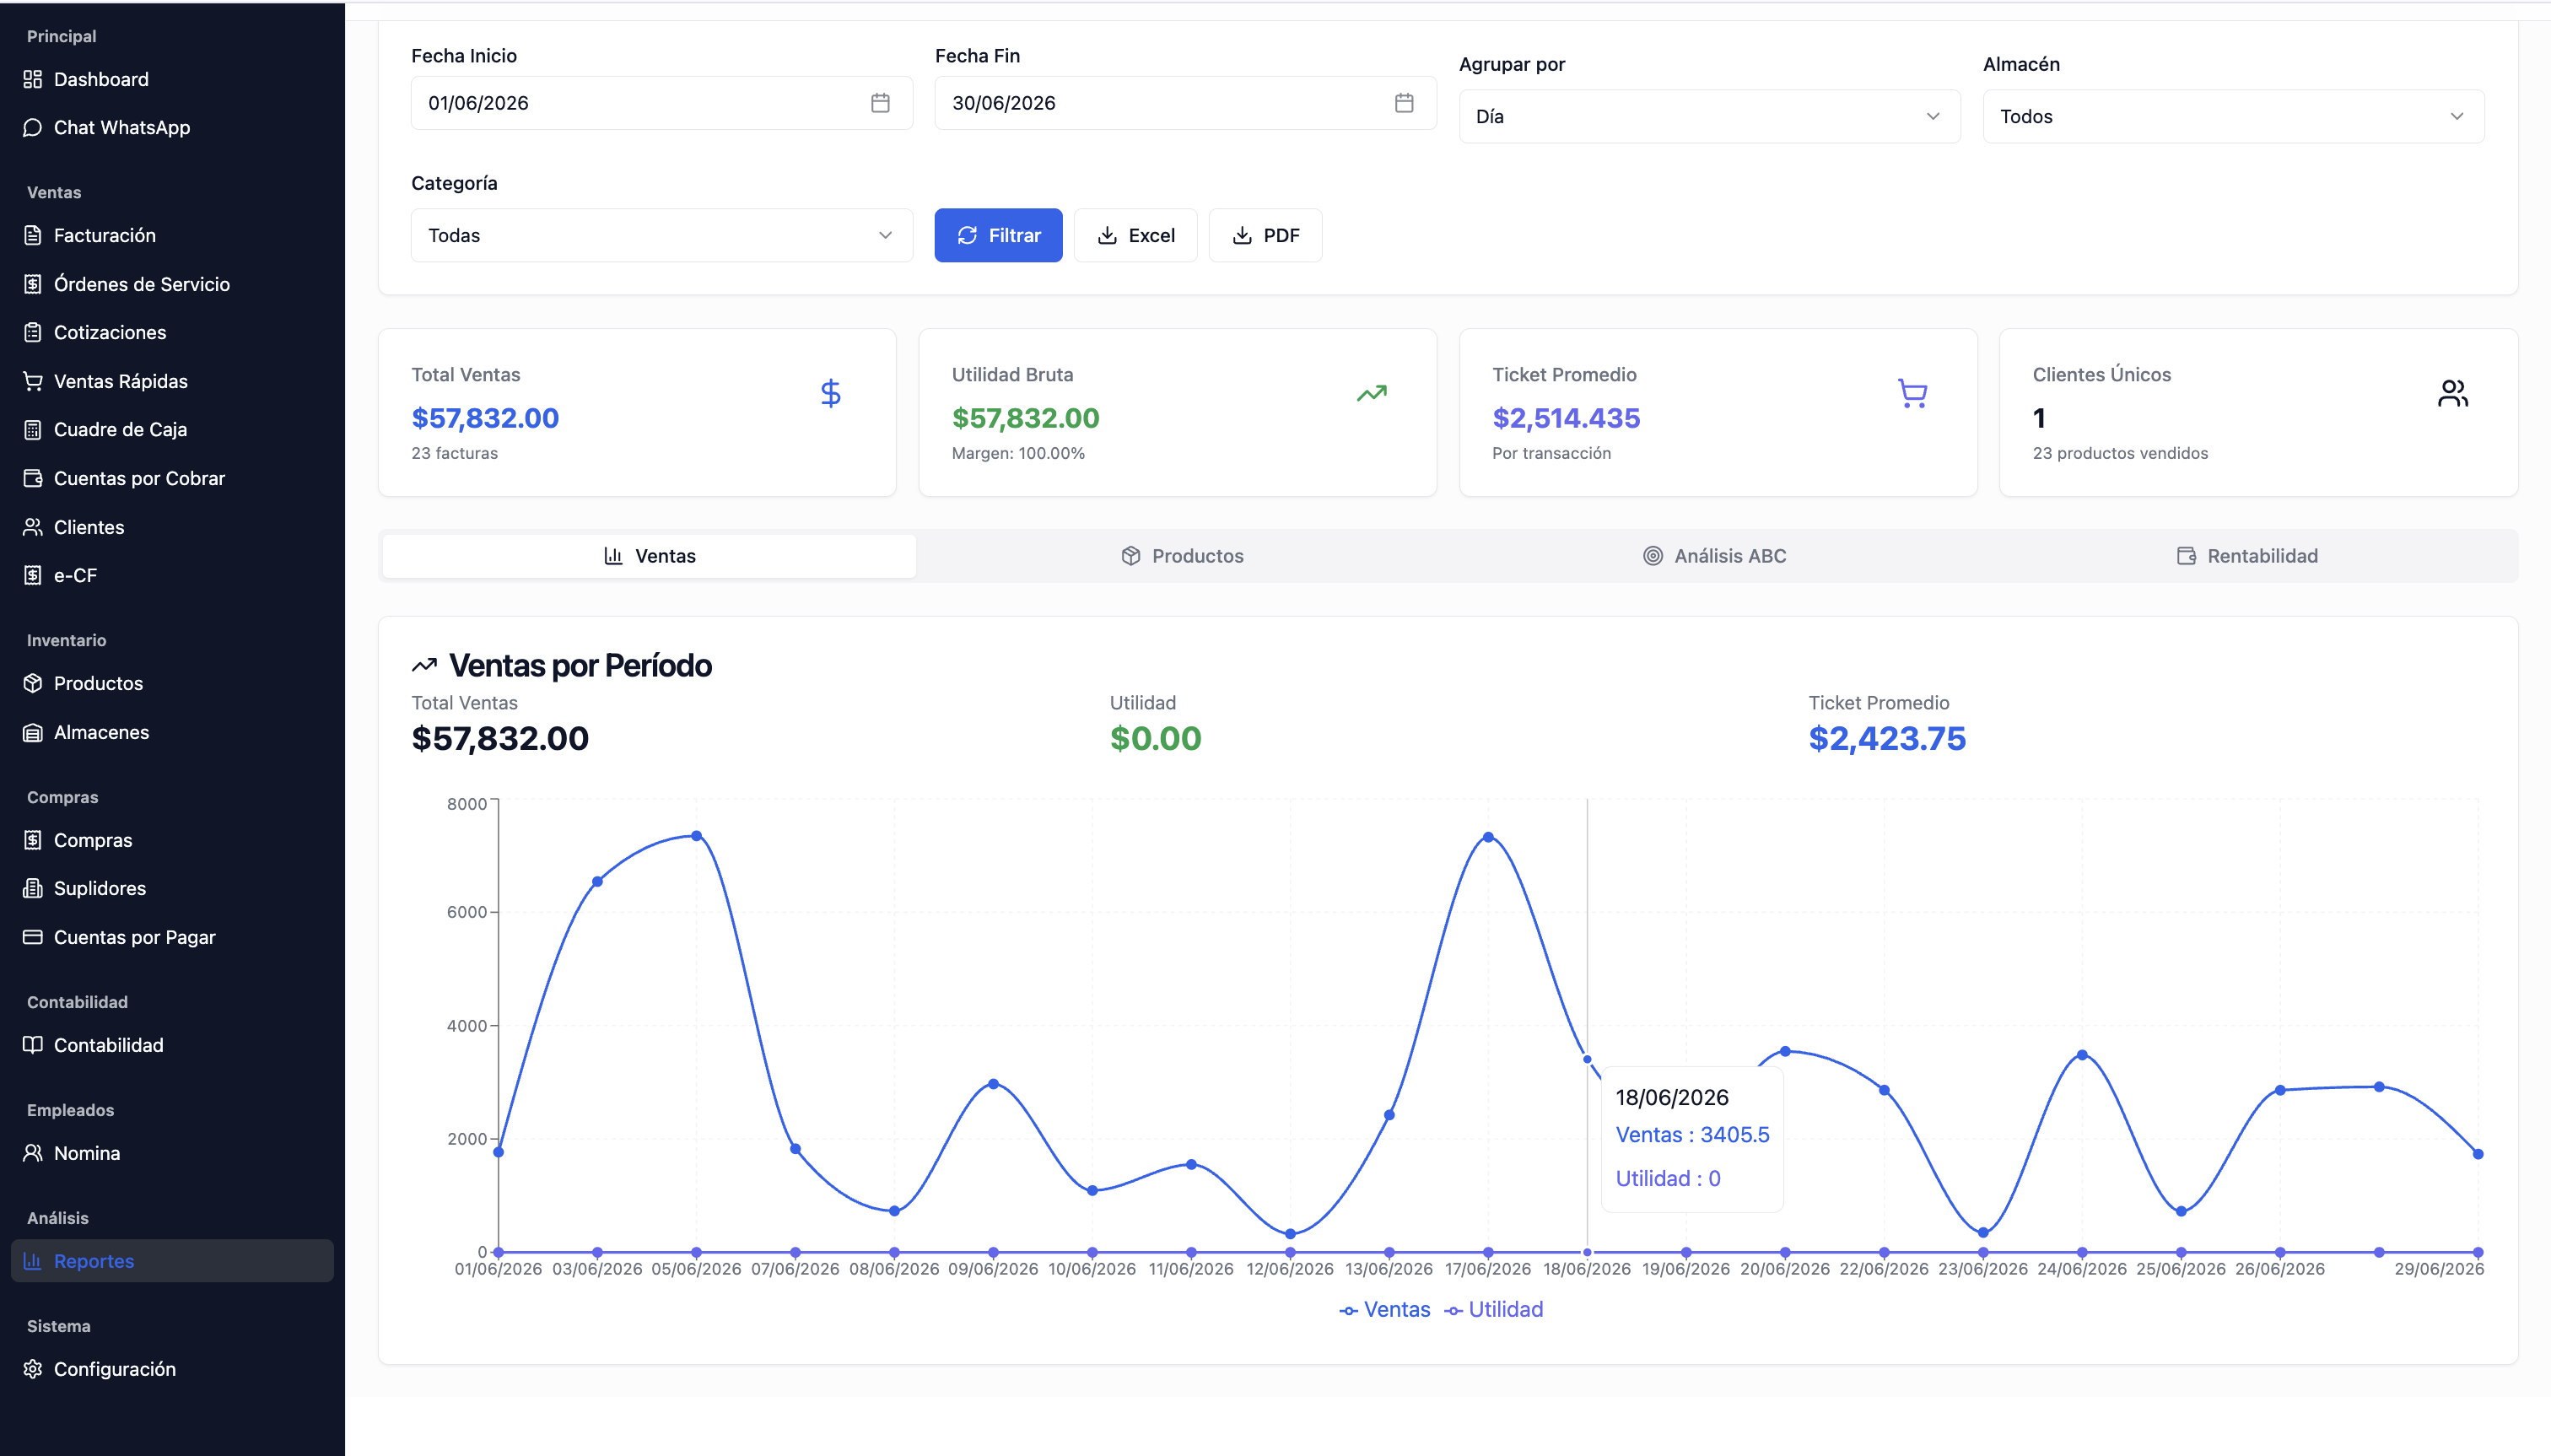 Principal
Dashboard
Chat WhatsApp
Ventas
Facturación
Órdenes de Servicio
Cotizaciones
Ventas Rápidas
Cuadre de Caja
Cuentas por Cobrar
Clientes
e-CF
Inventario
Productos
Almacenes
Compras
Compras
Suplidores
Cuentas por Pagar
Contabilidad
Contabilidad
Empleados
Nomina
Análisis
Reportes
Sistema
Configuración
Fecha Inicio
01/06/2026
Fecha Fin
30/06/2026
Agrupar por
Día
Almacén
Todos
Categoría
Todas
Filtrar
Excel
PDF
Total Ventas
$57,832.00
23 facturas
Utilidad Bruta
$57,832.00
Margen: 100.00%
Ticket Promedio
$2,514.435
Por transacción
Clientes Únicos
1
23 productos vendidos
Ventas
Productos
Análisis ABC
Rentabilidad
Ventas por Período
Total Ventas
$57,832.00
Utilidad
$0.00
Ticket Promedio
$2,423.75
8000
6000
4000
2000
0
18/06/2026
Ventas : 3405.5
Utilidad : 0
01/06/2026 03/06/2026 05/06/2026 07/06/2026 08/06/2026 09/06/2026 10/06/2026 11/06/2026 12/06/2026 13/06/2026 17/06/2026 18/06/2026 19/06/2026 20/06/2026 22/06/2026 23/06/2026 24/06/2026 25/06/2026 26/06/2026 29/06/2026
Ventas Utilidad